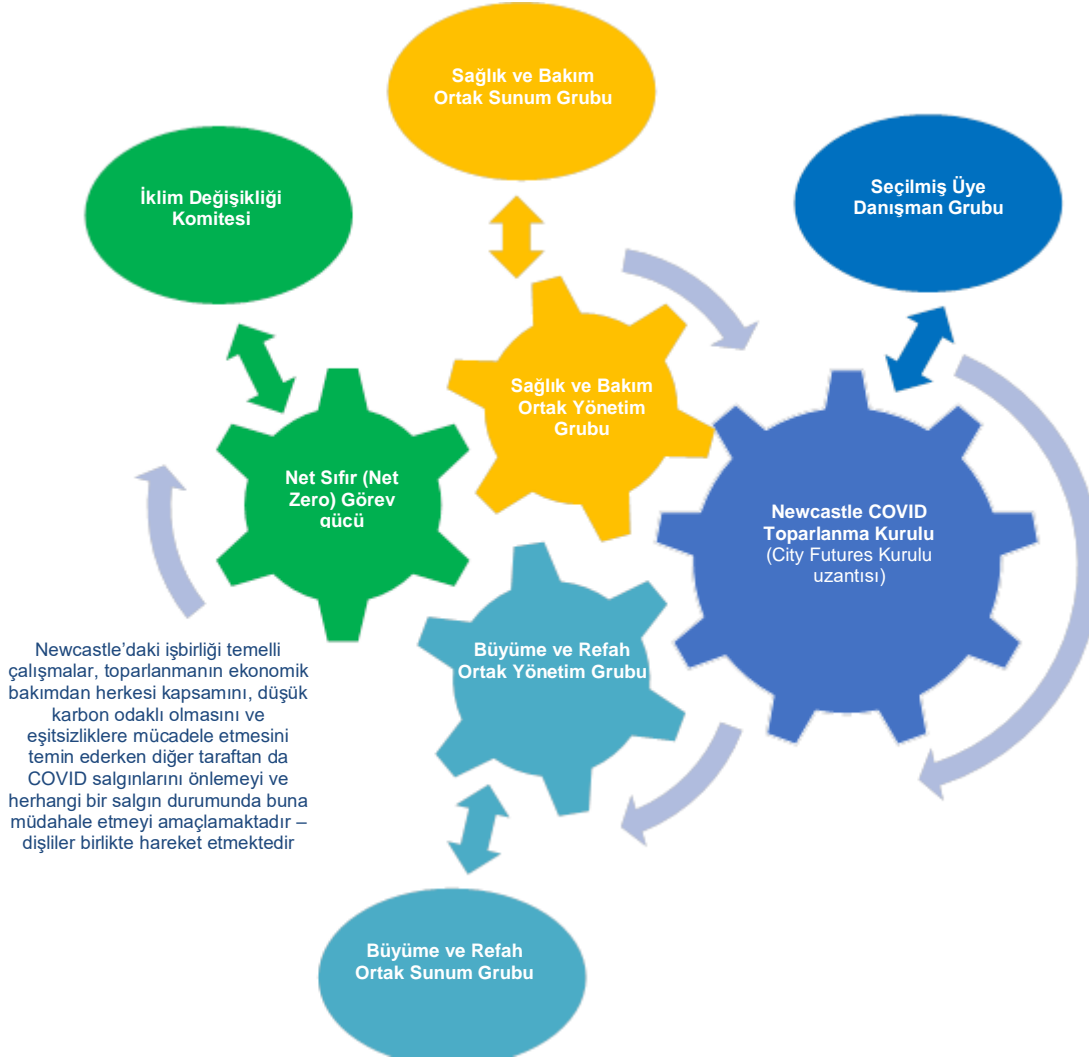 Sağlık ve Bakım
Ortak Sunum Grubu
İklim Değişikliği
Komitesi
Seçilmiş Üye
Danışman Grubu
Sağlık ve Bakım
Ortak Yönetim
Grubu
Net Sıfır (Net
Zero) Görev
gücü
Newcastle COVID
Toparlanma Kurulu
(City Futures Kurulu
uzantısı)
Büyüme ve Refah
Ortak Yönetim Grubu
Newcastle’daki işbirliği temelli
çalışmalar, toparlanmanın ekonomik
bakımdan herkesi kapsamını, düşük
karbon odaklı olmasını ve
eşitsizliklere mücadele etmesini
temin ederken diğer taraftan da
COVID salgınlarını önlemeyi ve
herhangi bir salgın durumunda buna
müdahale etmeyi amaçlamaktadır –
dişliler birlikte hareket etmektedir
Büyüme ve Refah
Ortak Sunum Grubu